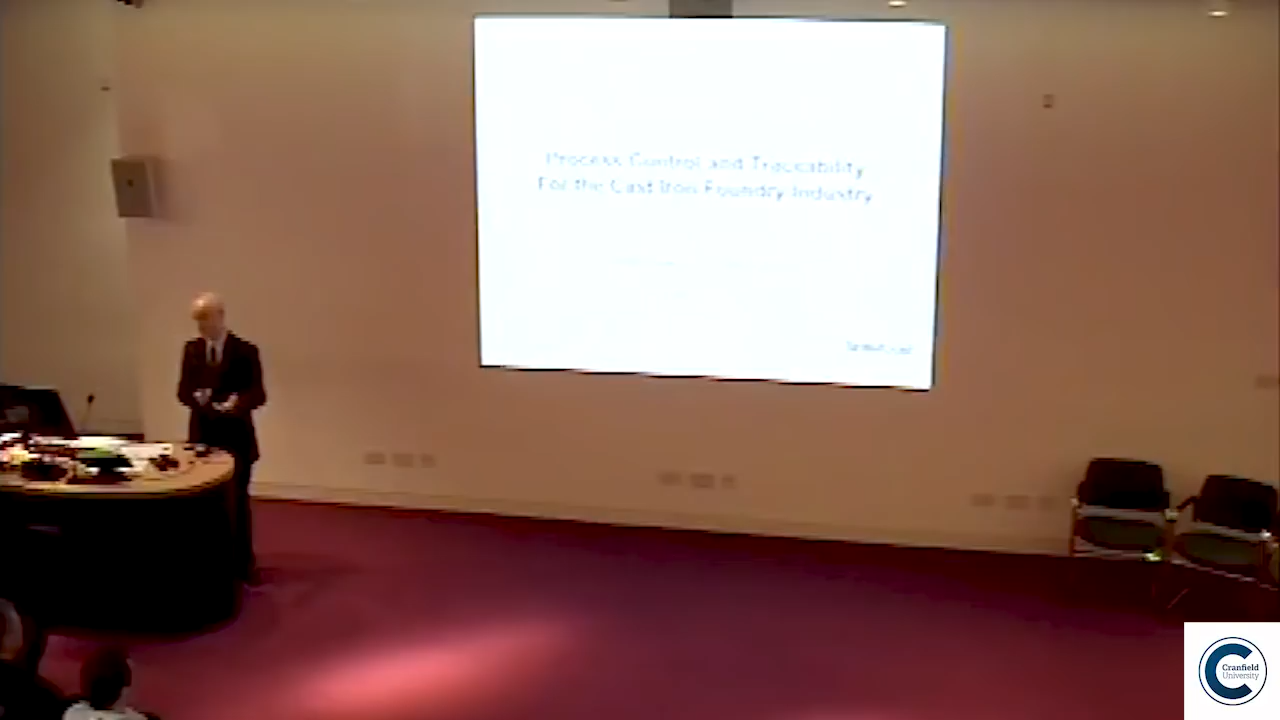 Process Control and Traceability
For the Cast Iron Foundry Industry
Cranfield
University